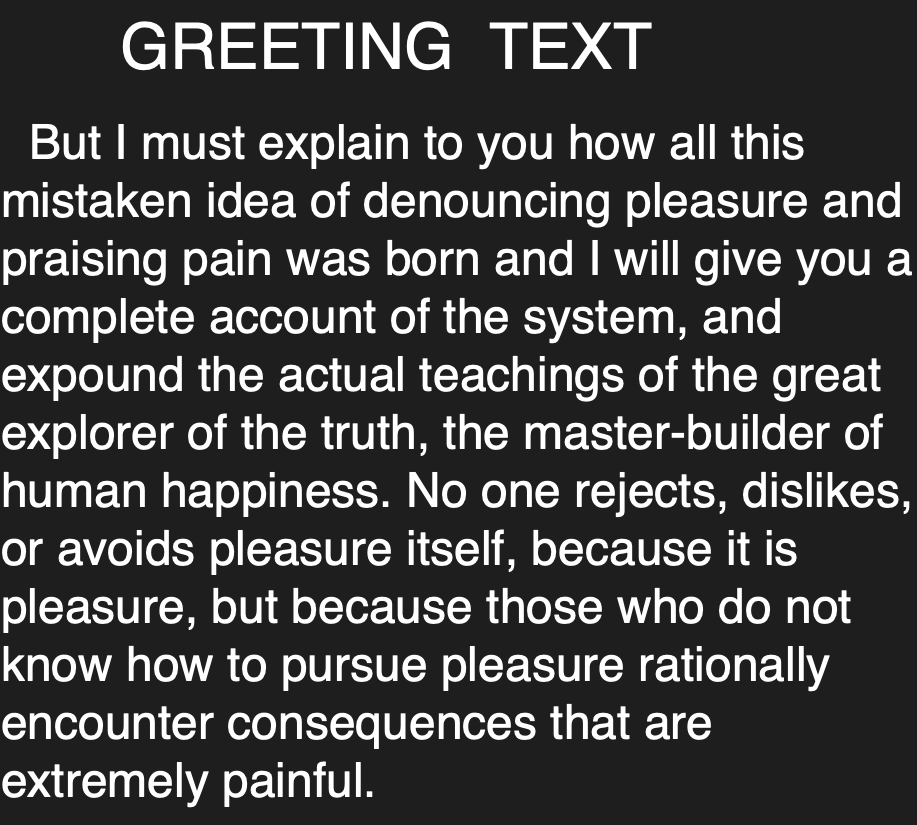 GREETING  TEXT
But I must explain to you how all this
mistaken idea of denouncing pleasure and
praising pain was born and I will give you a
complete account of the system, and
expound the actual teachings of the great
explorer of the truth, the master-builder of
human happiness. No one rejects, dislikes,
or avoids pleasure itself, because it is
pleasure, but because those who do not
know how to pursue pleasure rationally
encounter consequences that are
extremely painful.